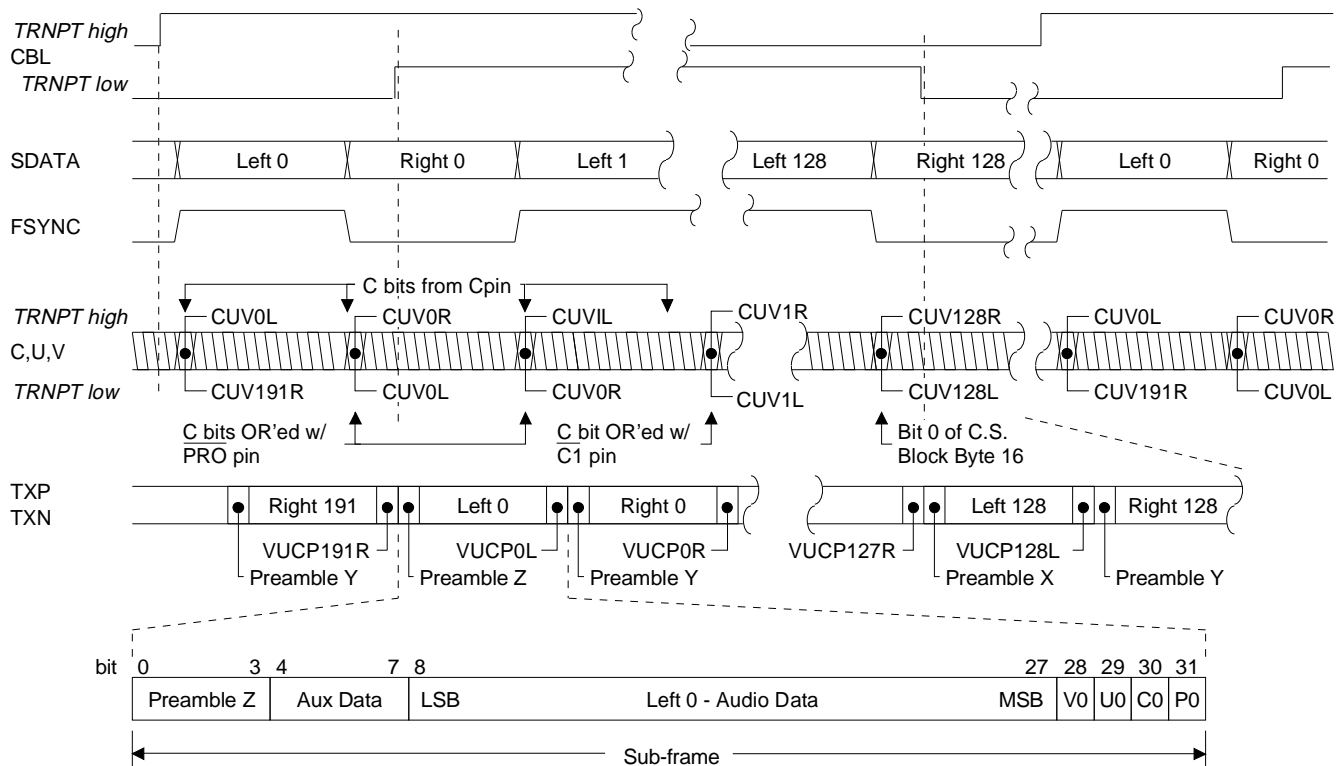 TRNPT high
CBL
TRNPT low
SDATA Left 0 Right 0 Left 1 Left 128 Right 128 Left 0 Right 0
FSYNC
C bits from Cpin
TRNPT high CUV0L CUV0R CUVIL CUV1R CUV128R CUV0L CUV0R
C,U,V
TRNPT low CUV191R CUV0L CUV0R CUV1L CUV128L CUV191R CUV0L
C bits OR'ed w/
PRO pin
C bit OR'ed w/
C1 pin
Bit 0 of C.S.
Block Byte 16
TXP
TXN
Right 191 Left 0 Right 0 Left 128 Right 128
VUCP191R VUCP0L VUCP0R VUCP127R VUCP128L
Preamble Y Preamble Z Preamble Y Preamble X Preamble Y
bit 0 3 4 7 8 27 28 29 30 31
Preamble Z Aux Data LSB Left 0 - Audio Data MSB V0 U0 C0 P0
Sub-frame